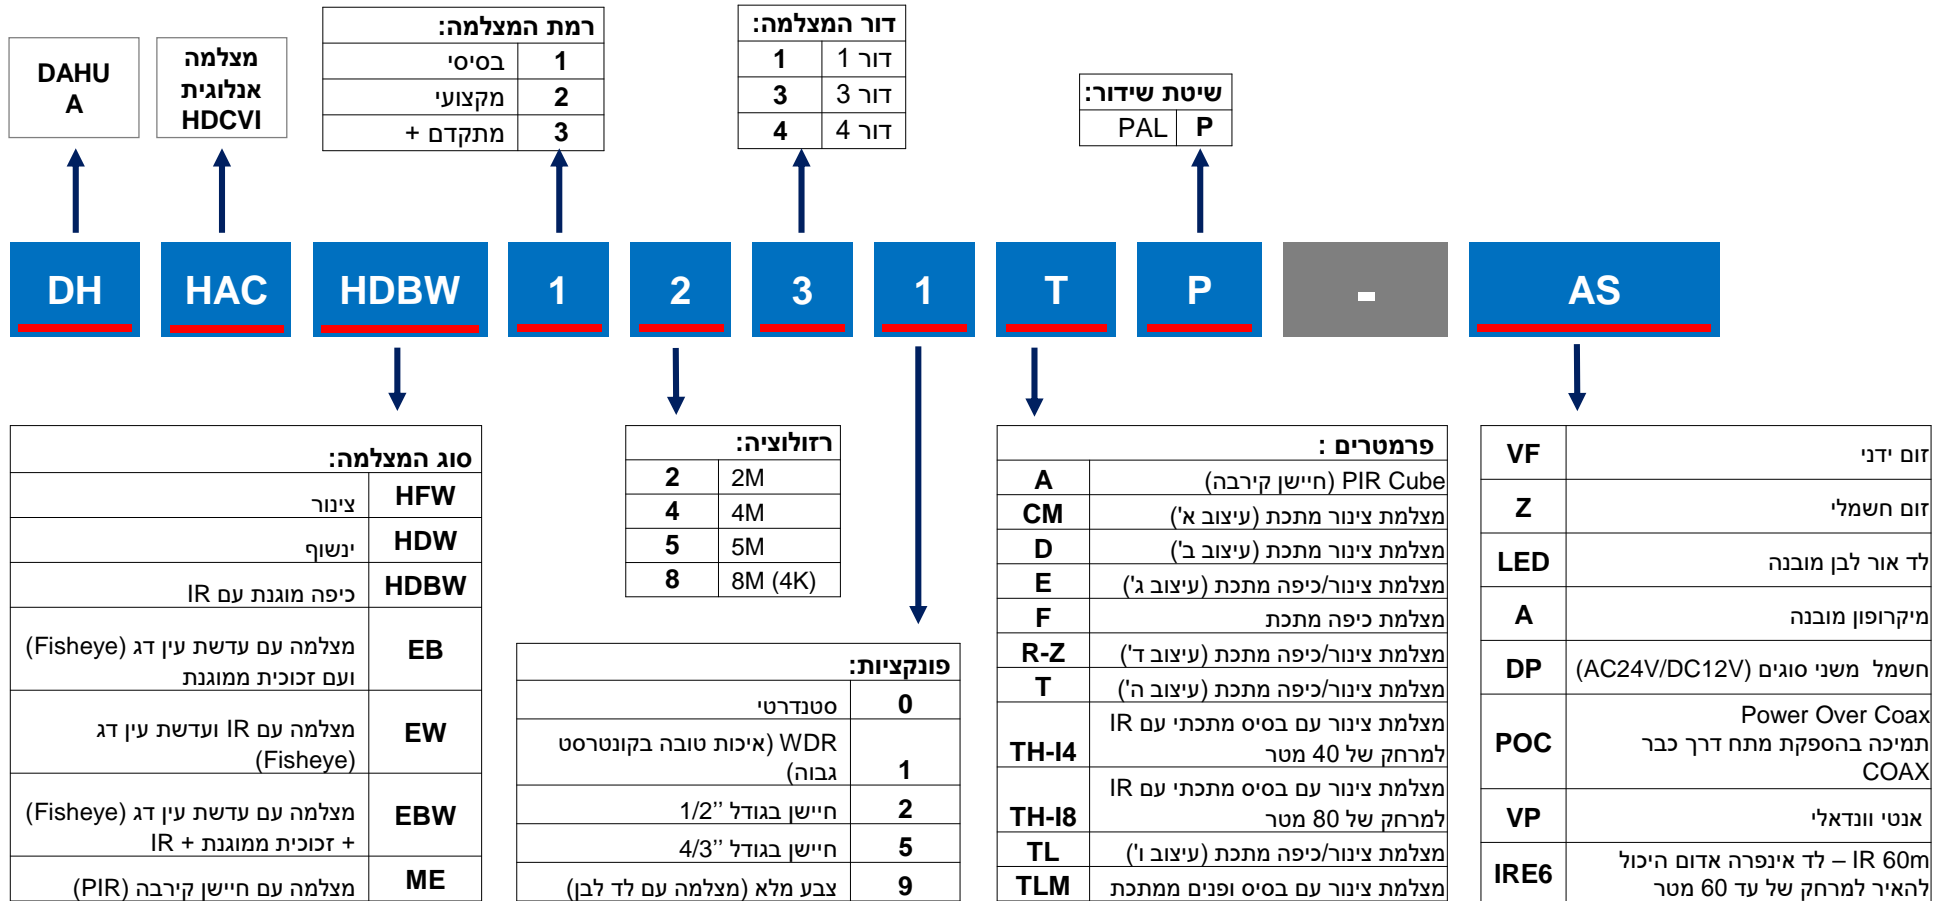 DAHU
A
מצלמה
אנלוגית
HDCVI
רמת המצלמה:
1 בסיסי
2 מקצועי
3 מתקדם +
דור המצלמה:
1 דור 1
3 דור 3
4 דור 4
שיטת שידור:
PAL P
DH HAC HDBW 1 2 3 1 T P - AS
סוג המצלמה:
HFW צינור
HDW ינשוף
HDBW כיפה מוגנת עם IR
EB מצלמה עם עדשת עין דג (Fisheye)
ועם זכוכית ממוגנת
EW מצלמה עם IR ועדשת עין דג
(Fisheye)
EBW מצלמה עם עדשת עין דג (Fisheye)
+ זכוכית ממוגנת + IR
ME מצלמה עם חיישן קירבה (PIR)
רזולוציה:
2 2M
4 4M
5 5M
8 8M (4K)
פונקציות:
0 סטנדרטי
WDR (איכות טובה בקונטרסט
1 גבוה)
2 חיישן בגודל 1/2''
5 חיישן בגודל 4/3''
9 צבע מלא (מצלמה עם לד לבן)
פרמטרים :
A PIR Cube (חיישן קירבה)
CM מצלמת צינור מתכת (עיצוב א')
D מצלמת צינור מתכת (עיצוב ב')
E מצלמת צינור/כיפה מתכת (עיצוב ג')
F מצלמת כיפה מתכת
R-Z מצלמת צינור/כיפה מתכת (עיצוב ד')
T מצלמת צינור/כיפה מתכת (עיצוב ה')
מצלמת צינור עם בסיס מתכתי עם IR
TH-I4 למרחק של 40 מטר
מצלמת צינור עם בסיס מתכתי עם IR
TH-I8 למרחק של 80 מטר
TL מצלמת צינור/כיפה מתכת (עיצוב ו')
TLM מצלמת צינור עם בסיס ופנים ממתכת
VF זום ידני
Z זום חשמלי
LED לד אור לבן מובנה
A מיקרופון מובנה
DP חשמל משני סוגים (AC24V/DC12V)
Power Over Coax
POC תמיכה בהספקת מתח דרך כבר
COAX
VP אנטי וונדאלי
IRE6 IR 60m – לד אינפרה אדום היכול
להאיר למרחק של עד 60 מטר